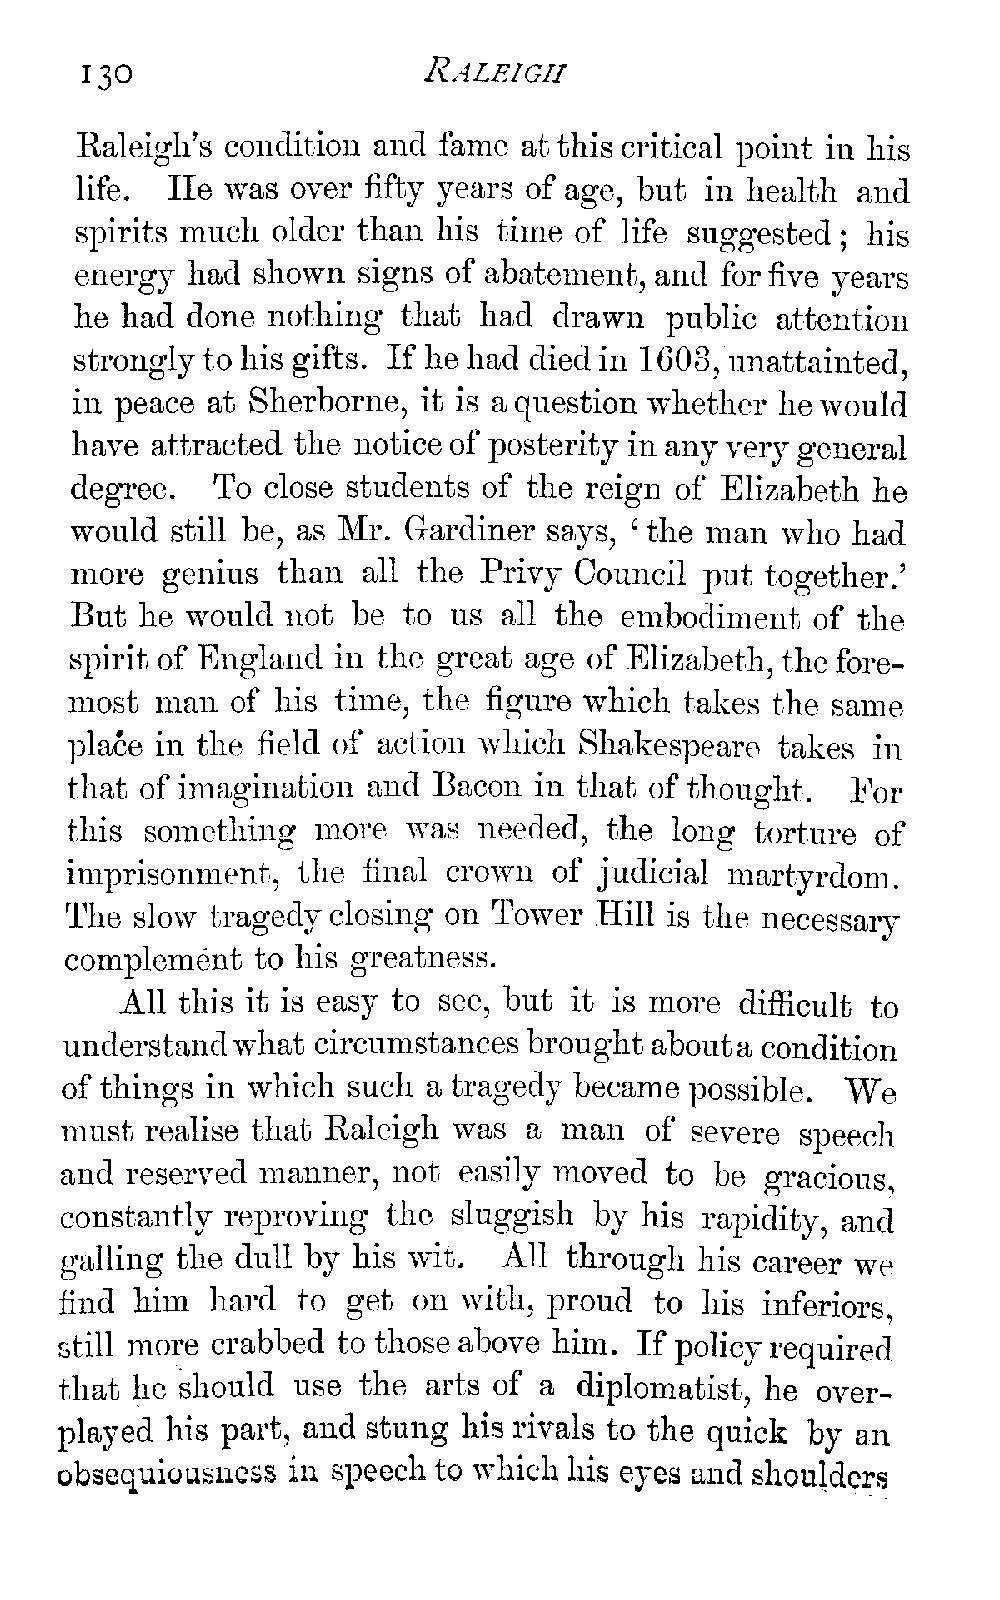 130 RALEIGH
Raleigh's condition and fame at this critical point in his
life. He was over fifty years of age, but in health and
spirits much older than his time of life suggested; his
energy had shown signs of abatement, and for five years
he had done nothing that had drawn public attention
strongly to his gifts. If he had died in 1603, unattainted,
in peace at Sherborne, it is a question whether he would
have attracted the notice of posterity in any very general
degree. To close students of the reign of Elizabeth he
would still be, as Mr. Gardiner says, ‘the man who had
more genius than all the Privy Council put together.’
But he would not be to us all the embodiment of the
spirit of England in the great age of Elizabeth, the fore-
most man of his time, the figure which takes the same
place in the field of action which Shakespeare takes in
that of imagination and Bacon in that of thought. For
this something more was needed, the long torture of
imprisonment, the final crown of judicial martyrdom.
The slow tragedy closing on Tower Hill is the necessary
complement to his greatness.
All this it is easy to see, but it is more difficult to
understand what circumstances brought about a condition
of things in which such a tragedy became possible. We
must realise that Raleigh was a man of severe speech
and reserved manner, not easily moved to be gracious,
constantly reproving the sluggish by his rapidity, and
galling the dull by his wit. All through his career we
find him hard to get on with, proud to his inferiors,
still more crabbed to those above him. If policy required
that he should use the arts of a diplomatist, he over-
played his part, and stung his rivals to the quick by an
obsequiousness in speech to which his eyes and shoulders